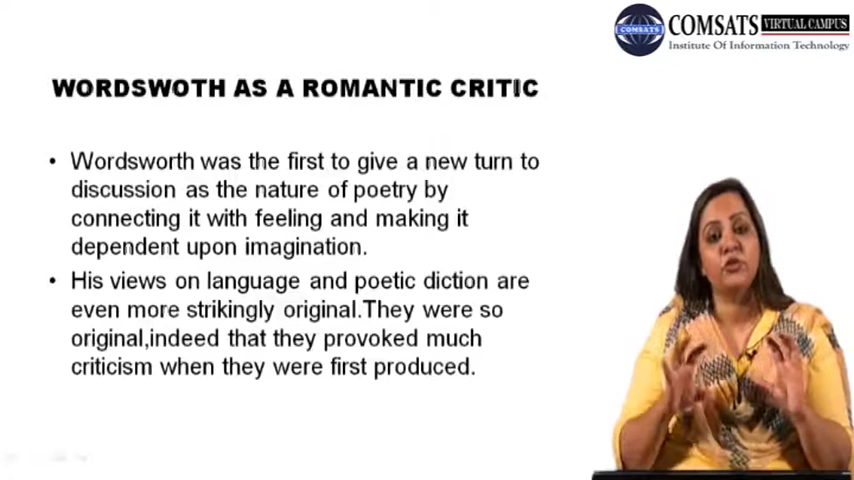 COMSATS VIRTUAL CAMPUS
COMSATS
Institute Of Information Technology
WORDSWOTH AS A ROMANTIC CRITIC
• Wordsworth was the first to give a new turn to
discussion as the nature of poetry by
connecting it with feeling and making it
dependent upon imagination.
• His views on language and poetic diction are
even more strikingly original.They were so
original,indeed that they provoked much
criticism when they were first produced.